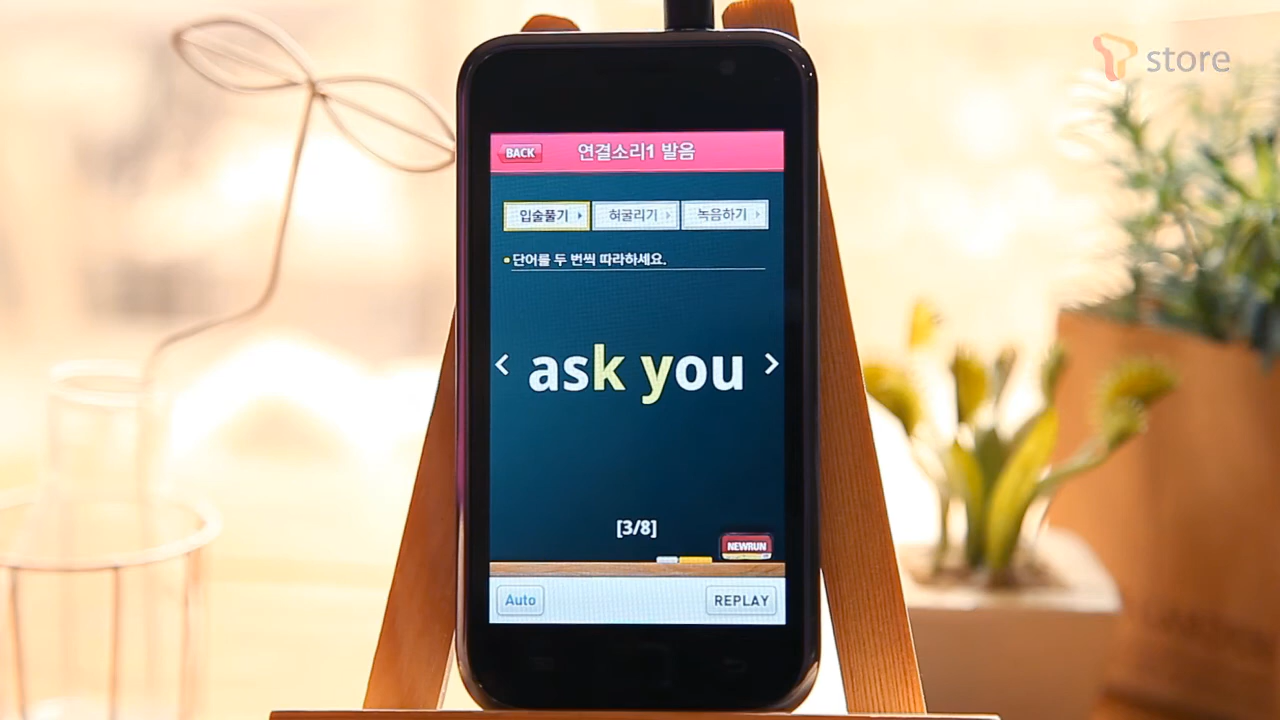 store
BACK 연결소리1 발음
입술풀기 혀굴리기 녹음하기
단어를 두 번씩 따라하세요.
ask you
[3/8]
NEWRUN
Auto REPLAY